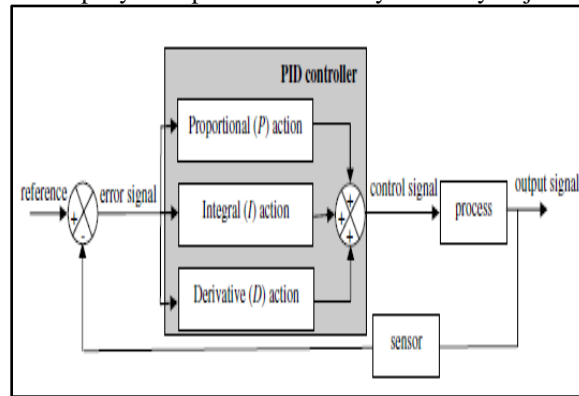 PID controller
Proportional (P) action
reference
error signal
Integral (I) action
control signal
process
output signal
Derivative (D) action
sensor
+
-
+
+
+